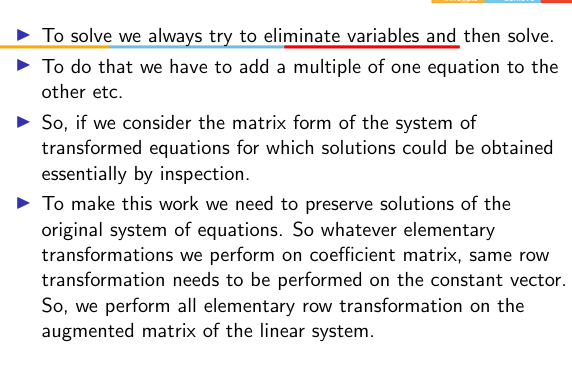 To solve we always try to eliminate variables and then solve.
To do that we have to add a multiple of one equation to the
other etc.
So, if we consider the matrix form of the system of
transformed equations for which solutions could be obtained
essentially by inspection.
To make this work we need to preserve solutions of the
original system of equations. So whatever elementary
transformations we perform on coefficient matrix, same row
transformation needs to be performed on the constant vector.
So, we perform all elementary row transformation on the
augmented matrix of the linear system.